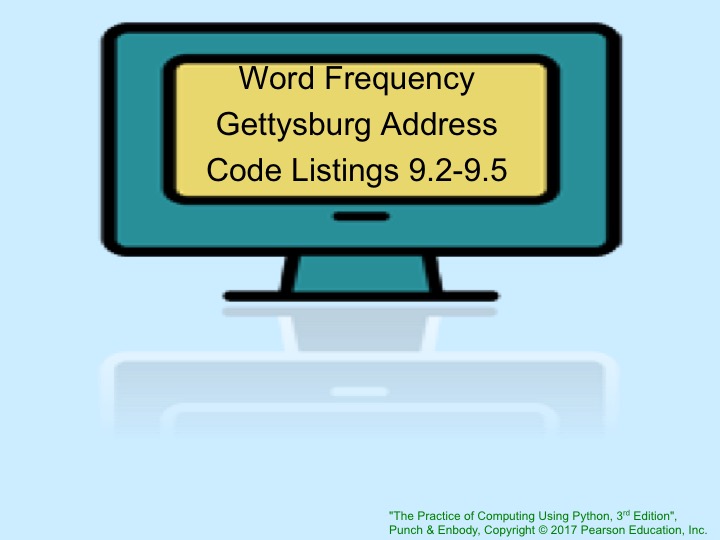 Word Frequency
Gettysburg Address
Code Listings 9.2-9.5
"The Practice of Computing Using Python, 3rd Edition",
Punch & Enbody, Copyright © 2017 Pearson Education, Inc.